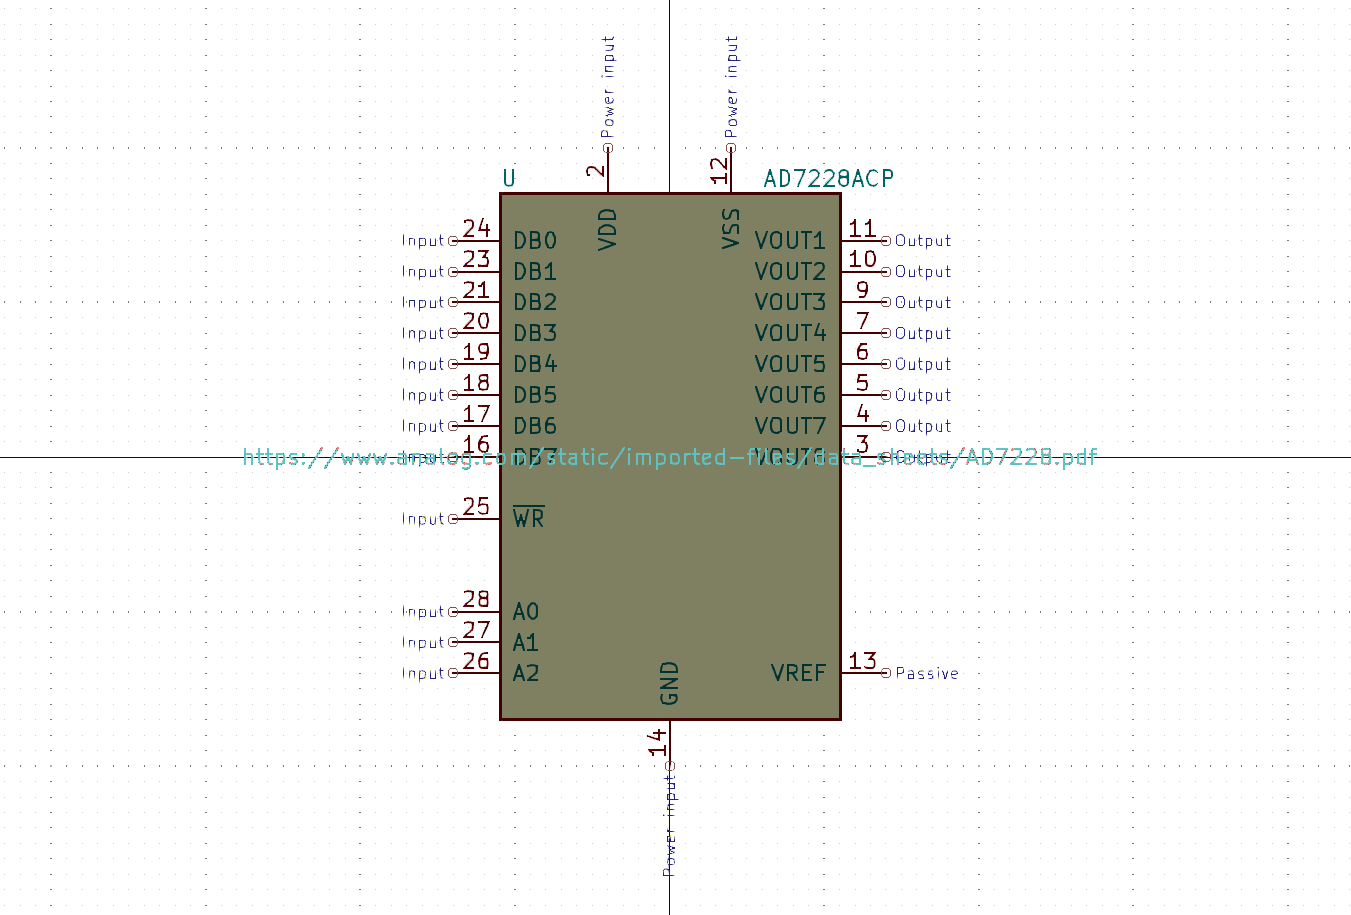 Power input
Power input
2
12
U
AD7228ACP
VDD
VSS
Input 24 DB0
VOUT1 11 Output
Input 23 DB1
VOUT2 10 Output
Input 21 DB2
VOUT3 9 Output
Input 20 DB3
VOUT4 7 Output
Input 19 DB4
VOUT5 6 Output
Input 18 DB5
VOUT6 5 Output
Input 17 DB6
VOUT7 4 Output
Input 16 DB7
VOUT8 3 Output
https://www.analog.com/static/imported-files/data_sheets/AD7228.pdf
Input 25 WR
Input 28 A0
Input 27 A1
Input 26 A2
VREF 13 Passive
GND
14
Power input